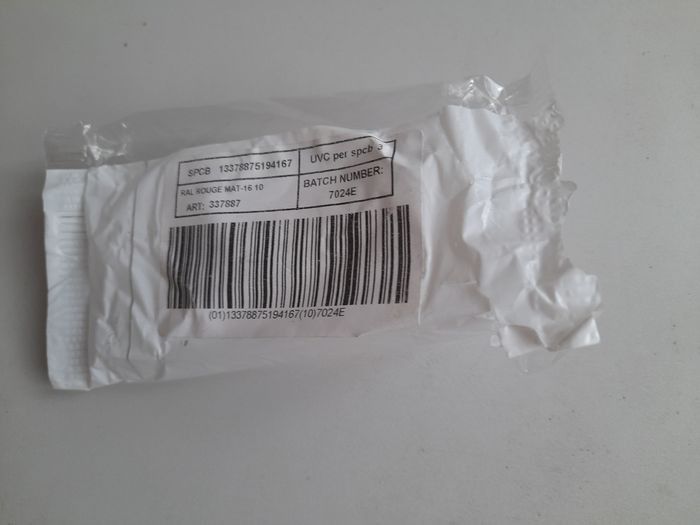 SPCB 13378875194167
UVC per spcb 3
RAL ROUGE MAT-16 10
BATCH NUMBER:
7024E
ART: 337887
(01)13378875194167(10)7024E